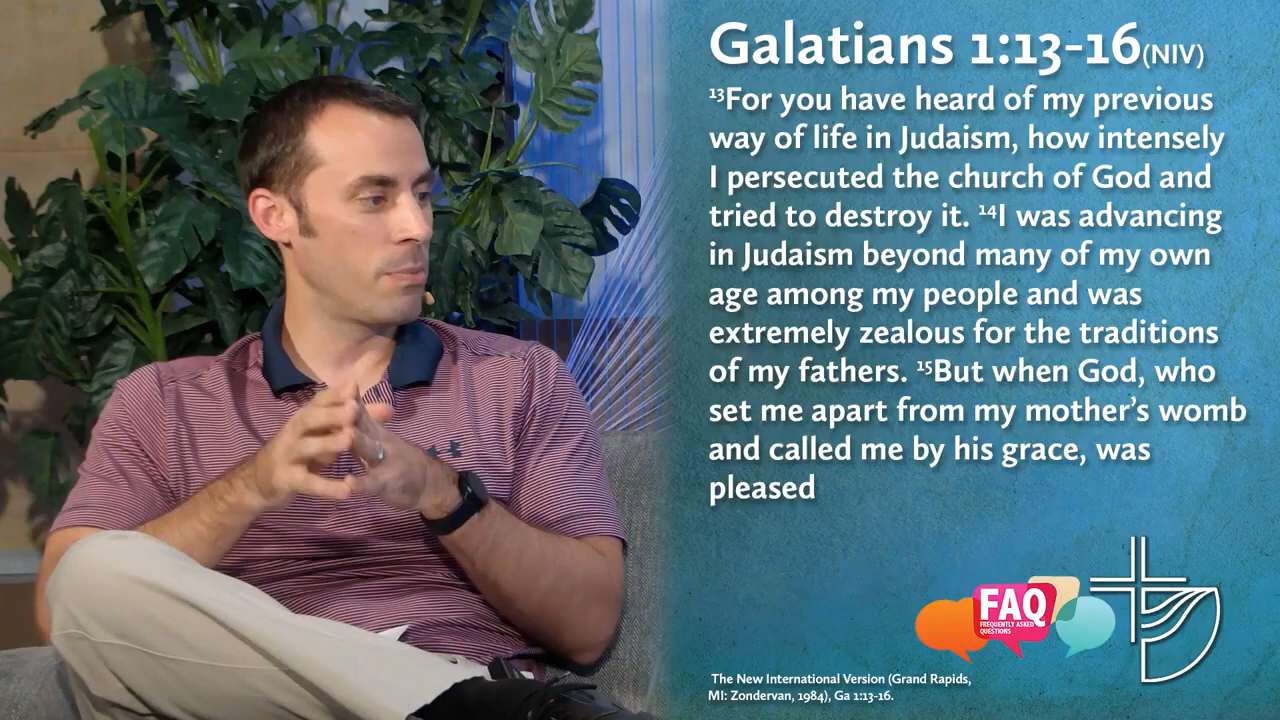 Galatians 1:13-16(NIV)
¹³For you have heard of my previous
way of life in Judaism, how intensely
I persecuted the church of God and
tried to destroy it. ¹⁴I was advancing
in Judaism beyond many of my own
age among my people and was
extremely zealous for the traditions
of my fathers. ¹⁵But when God, who
set me apart from my mother’s womb
and called me by his grace, was
pleased
FAQ
FREQUENTLY ASKED
QUESTIONS
The New International Version (Grand Rapids,
MI: Zondervan, 1984), Ga 1:13-16.